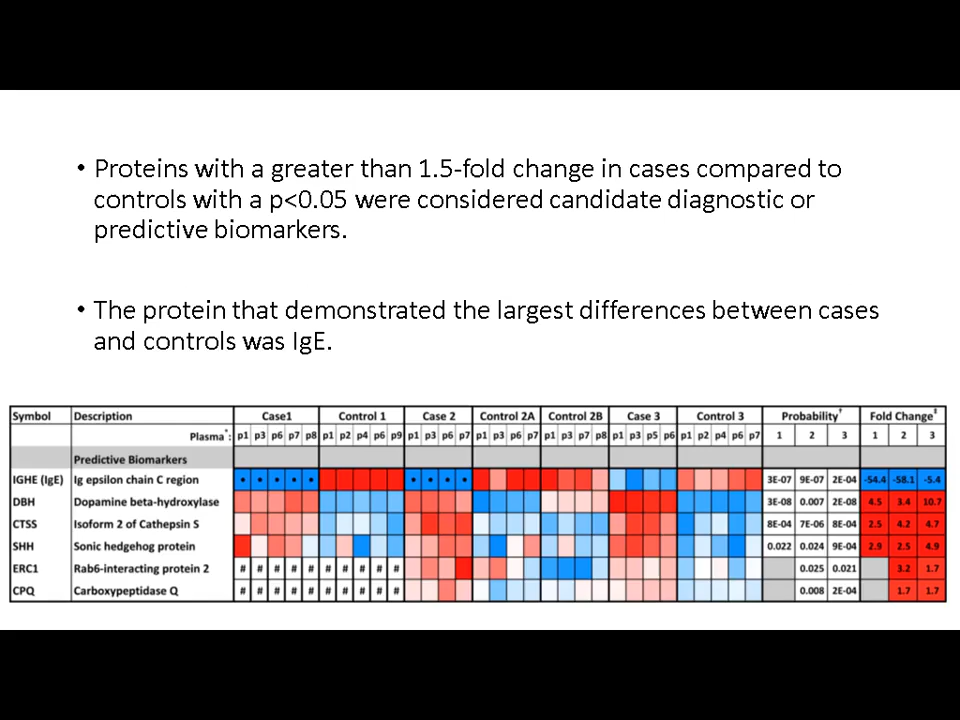 • Proteins with a greater than 1.5-fold change in cases compared to
controls with a p<0.05 were considered candidate diagnostic or
predictive biomarkers.
• The protein that demonstrated the largest differences between cases
and controls was IgE.
Symbol Description Case1 Control 1 Case 2 Control 2A Control 2B Case 3 Control 3 Probability† Fold Change‡
Plasma*: p1 p3 p6 p7 p8 p1 p2 p4 p6 p9 p1 p3 p6 p7 p1 p3 p6 p7 p1 p3 p7 p8 p1 p3 p5 p6 p1 p2 p4 p6 p7 1 2 3 1 2 3
Predictive Biomarkers
IGHE (IgE) Ig epsilon chain C region • • • • • • • • • 3E-07 9E-07 2E-04 -54.4 -58.1 -5.4
DBH Dopamine beta-hydroxylase 3E-08 0.007 2E-08 4.5 3.4 10.7
CTSS Isoform 2 of Cathepsin S 8E-04 7E-06 8E-04 2.5 4.2 4.7
SHH Sonic hedgehog protein 0.022 0.024 9E-04 2.9 2.5 4.9
ERC1 Rab6-interacting protein 2 # # # # # # # # # # 0.025 0.021 3.2 1.7
CPQ Carboxypeptidase Q # # # # # # # # # # 0.008 2E-04 1.7 1.7